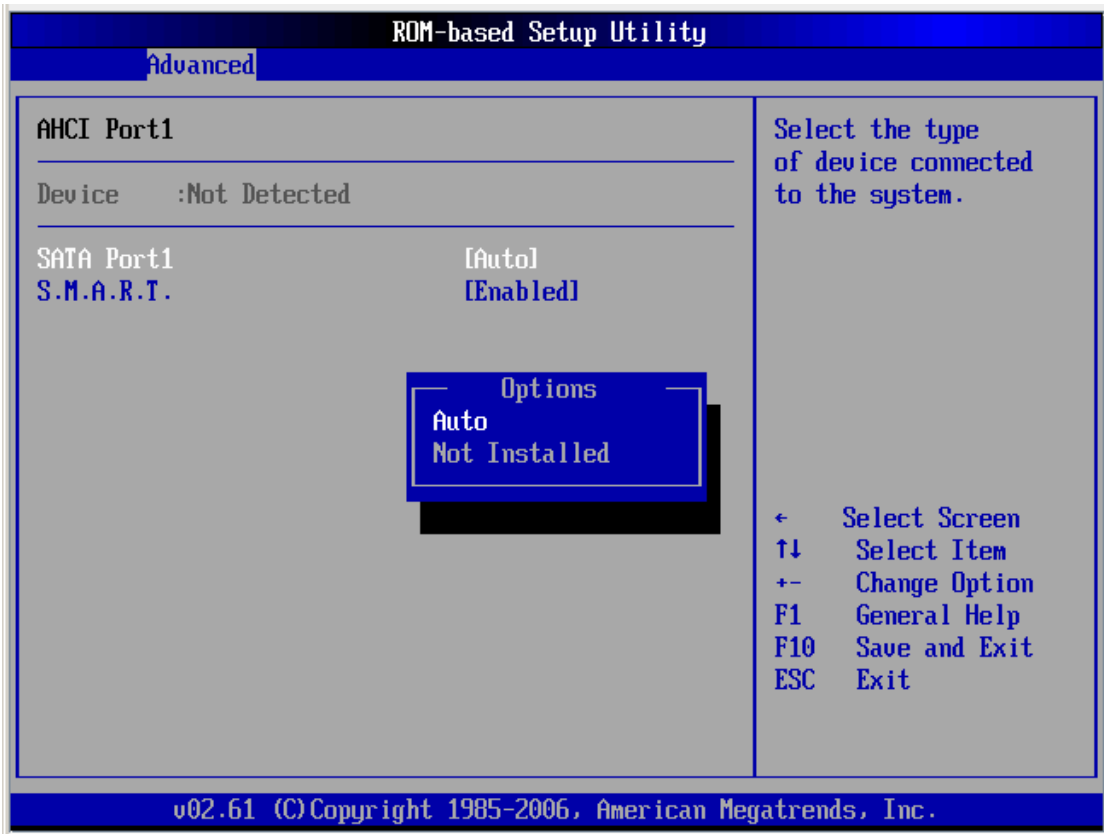 ROM-based Setup Utility
Advanced
AHCI Port1
Device :Not Detected
SATA Port1 [Auto]
S.M.A.R.T. [Enabled]
Options
Auto
Not Installed
Select the type
of device connected
to the system.
← Select Screen
↑↓ Select Item
+- Change Option
F1 General Help
F10 Save and Exit
ESC Exit
v02.61 (C)Copyright 1985-2006, American Megatrends, Inc.